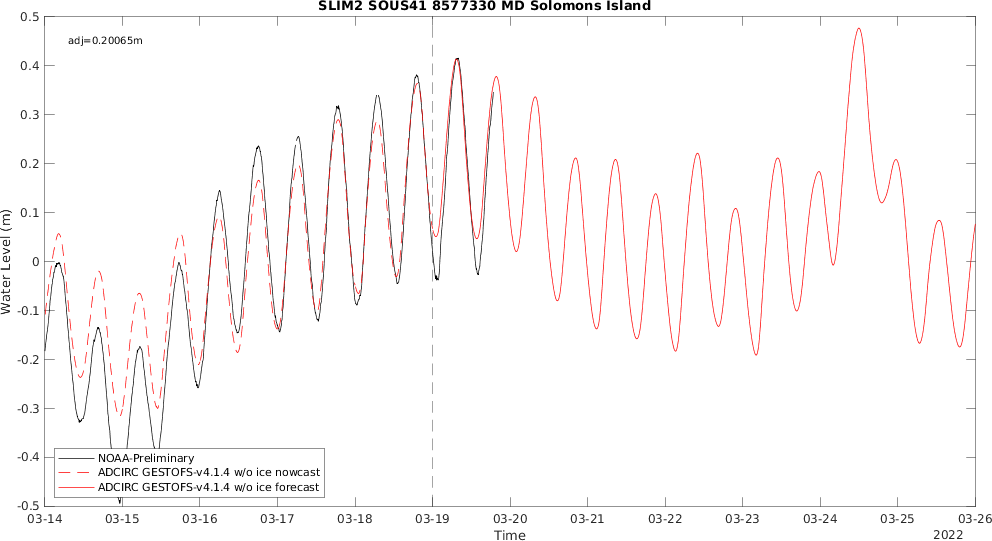 SLIM2 SOUS41 8577330 MD Solomons Island
adj=0.20065m
Water Level (m)
0.5
0.4
0.3
0.2
0.1
0
-0.1
-0.2
-0.3
-0.4
-0.5
NOAA-Preliminary
ADCIRC GESTOFS-v4.1.4 w/o ice nowcast
ADCIRC GESTOFS-v4.1.4 w/o ice forecast
03-14 03-15 03-16 03-17 03-18 03-19 03-20 03-21 03-22 03-23 03-24 03-25 03-26
Time
2022